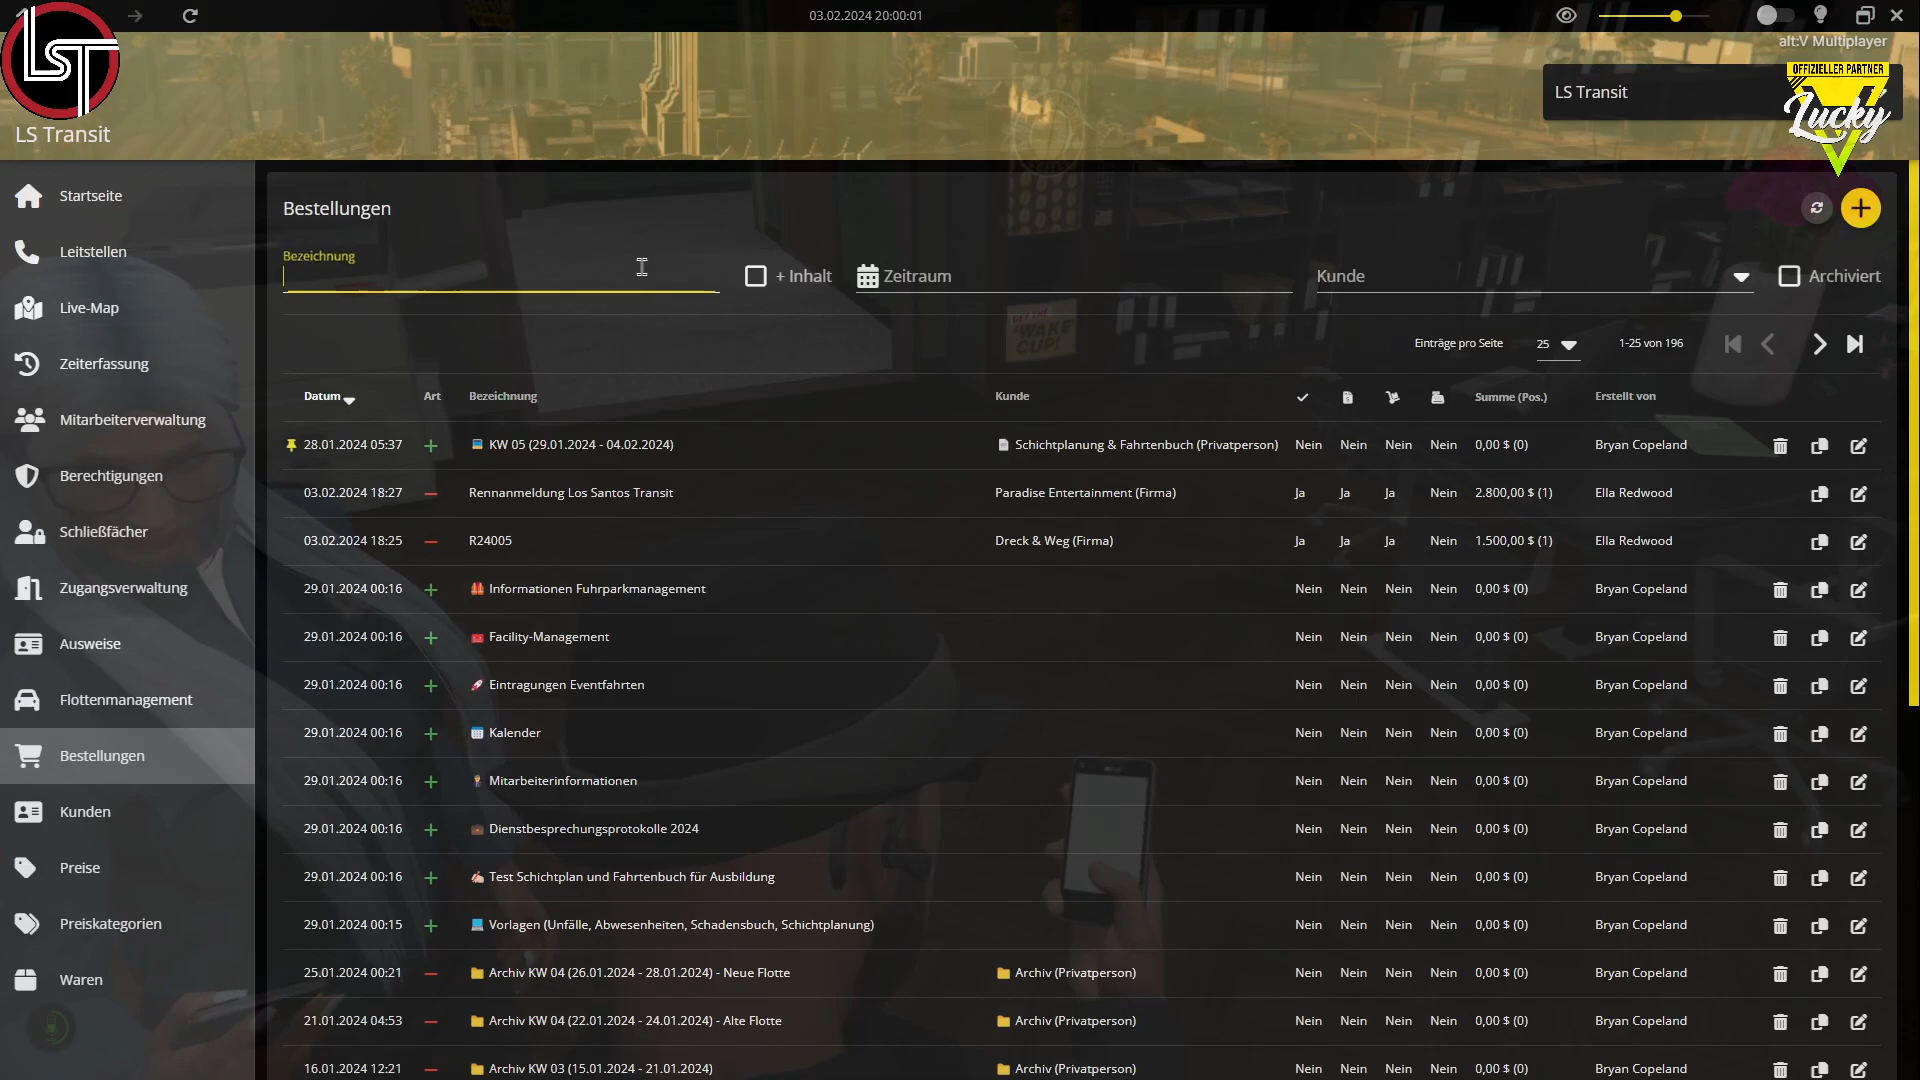 03.02.2024 20:00:01
alt:V Multiplayer
LST
LS Transit
LS Transit
OFFIZIELLER PARTNER
Lucky V
Startseite
Leitstellen
Live-Map
Zeiterfassung
Mitarbeiterverwaltung
Berechtigungen
Schließfächer
Zugangsverwaltung
Ausweise
Flottenmanagement
Bestellungen
Kunden
Preise
Preiskategorien
Waren
Bestellungen
Bezeichnung
+ Inhalt Zeitraum Kunde Archiviert
WAKE CUP!
Einträge pro Seite 25 1-25 von 196
Datum Art Bezeichnung Kunde Summe (Pos.) Erstellt von
28.01.2024 05:37 + KW 05 (29.01.2024 - 04.02.2024) Schichtplanung & Fahrtenbuch (Privatperson) Nein Nein Nein Nein 0,00 $ (0) Bryan Copeland
03.02.2024 18:27 — Rennanmeldung Los Santos Transit Paradise Entertainment (Firma) Ja Ja Ja Nein 2.800,00 $ (1) Ella Redwood
03.02.2024 18:25 — R24005 Dreck & Weg (Firma) Ja Ja Ja Nein 1.500,00 $ (1) Ella Redwood
29.01.2024 00:16 + Informationen Fuhrparkmanagement Nein Nein Nein Nein 0,00 $ (0) Bryan Copeland
29.01.2024 00:16 + Facility-Management Nein Nein Nein Nein 0,00 $ (0) Bryan Copeland
29.01.2024 00:16 + Eintragungen Eventfahrten Nein Nein Nein Nein 0,00 $ (0) Bryan Copeland
29.01.2024 00:16 + Kalender Nein Nein Nein Nein 0,00 $ (0) Bryan Copeland
29.01.2024 00:16 + Mitarbeiterinformationen Nein Nein Nein Nein 0,00 $ (0) Bryan Copeland
29.01.2024 00:16 + Dienstbesprechungsprotokolle 2024 Nein Nein Nein Nein 0,00 $ (0) Bryan Copeland
29.01.2024 00:16 + Test Schichtplan und Fahrtenbuch für Ausbildung Nein Nein Nein Nein 0,00 $ (0) Bryan Copeland
29.01.2024 00:15 + Vorlagen (Unfälle, Abwesenheiten, Schadensbuch, Schichtplanung) Nein Nein Nein Nein 0,00 $ (0) Bryan Copeland
25.01.2024 00:21 — Archiv KW 04 (26.01.2024 - 28.01.2024) - Neue Flotte Archiv (Privatperson) Nein Nein Nein Nein 0,00 $ (0) Bryan Copeland
21.01.2024 04:53 — Archiv KW 04 (22.01.2024 - 24.01.2024) - Alte Flotte Archiv (Privatperson) Nein Nein Nein Nein 0,00 $ (0) Bryan Copeland
16.01.2024 12:21 — Archiv KW 03 (15.01.2024 - 21.01.2024) Archiv (Privatperson) Nein Nein Nein Nein 0,00 $ (0) Bryan Copeland